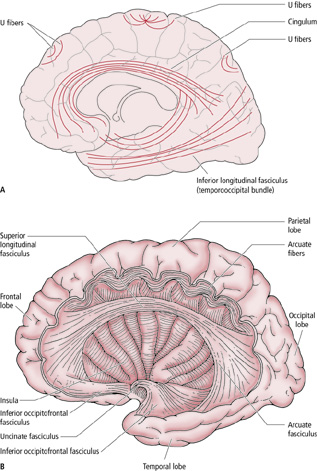 U fibers
U fibers
Cingulum
U fibers
Inferior longitudinal fasciculus
(temporooccipital bundle)
A
Parietal
lobe
Superior
longitudinal
fasciculus
Arcuate
fibers
Frontal
lobe
Occipital
lobe
Insula
Inferior occipitofrontal
fasciculus
Uncinate fasciculus
Inferior occipitofrontal fasciculus
Arcuate
fasciculus
B
Temporal lobe